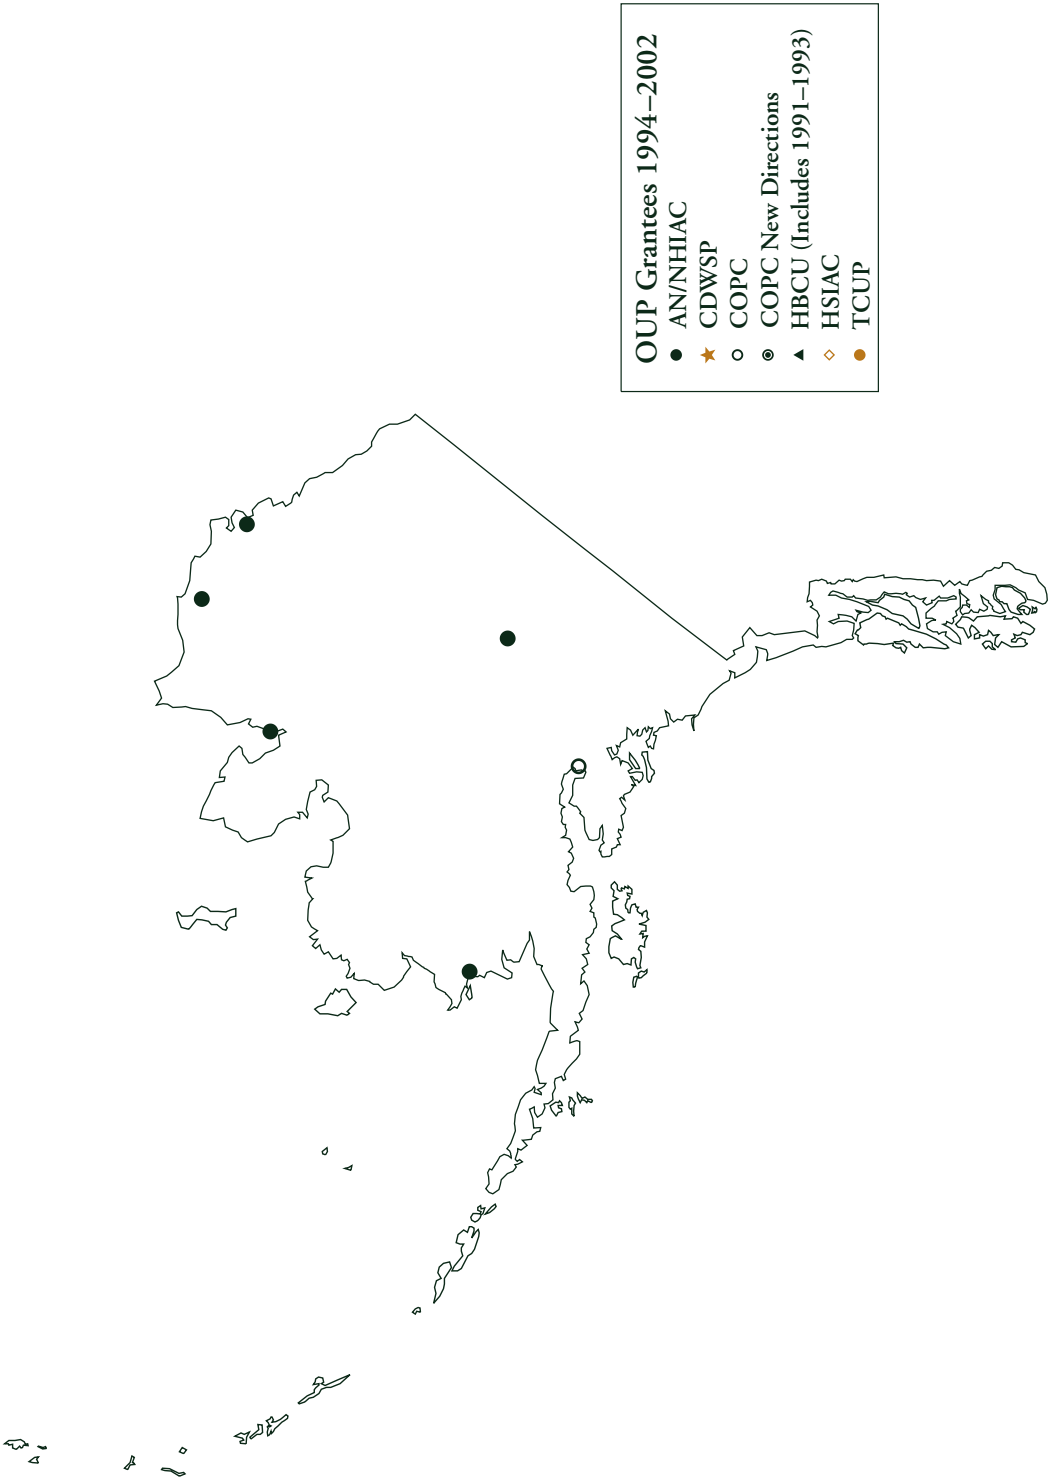 OUP Grantees 1994–2002
AN/NHIAC
CDWSP
COPC
COPC New Directions
HBCU (Includes 1991–1993)
HSIAC
TCUP